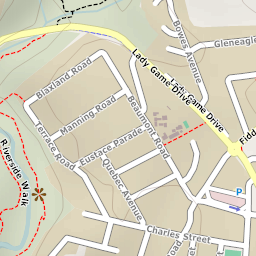 Gleneagle
Bowes Avenue
Lady Game Drive
Lady Game Drive
Fidd
Blaxland Road
Manning Road
Beaumont Road
Terrace Road
Eustace Parade
Quebec Avenue
Riverside Walk
Charles Street
Road
P